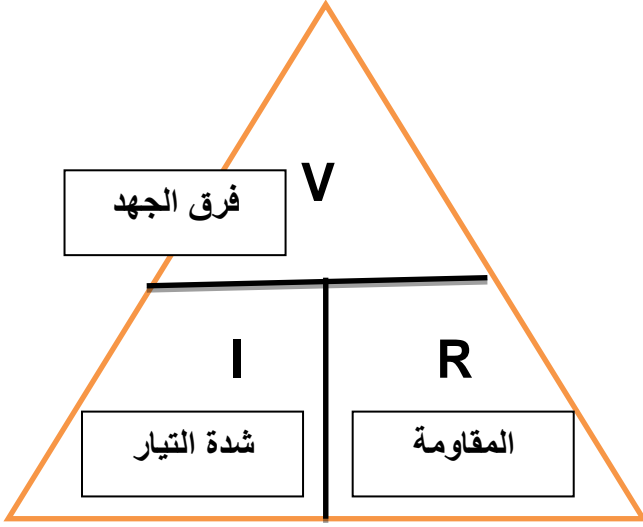 V
فرق الجهد
I
R
شدة التيار
المقاومة